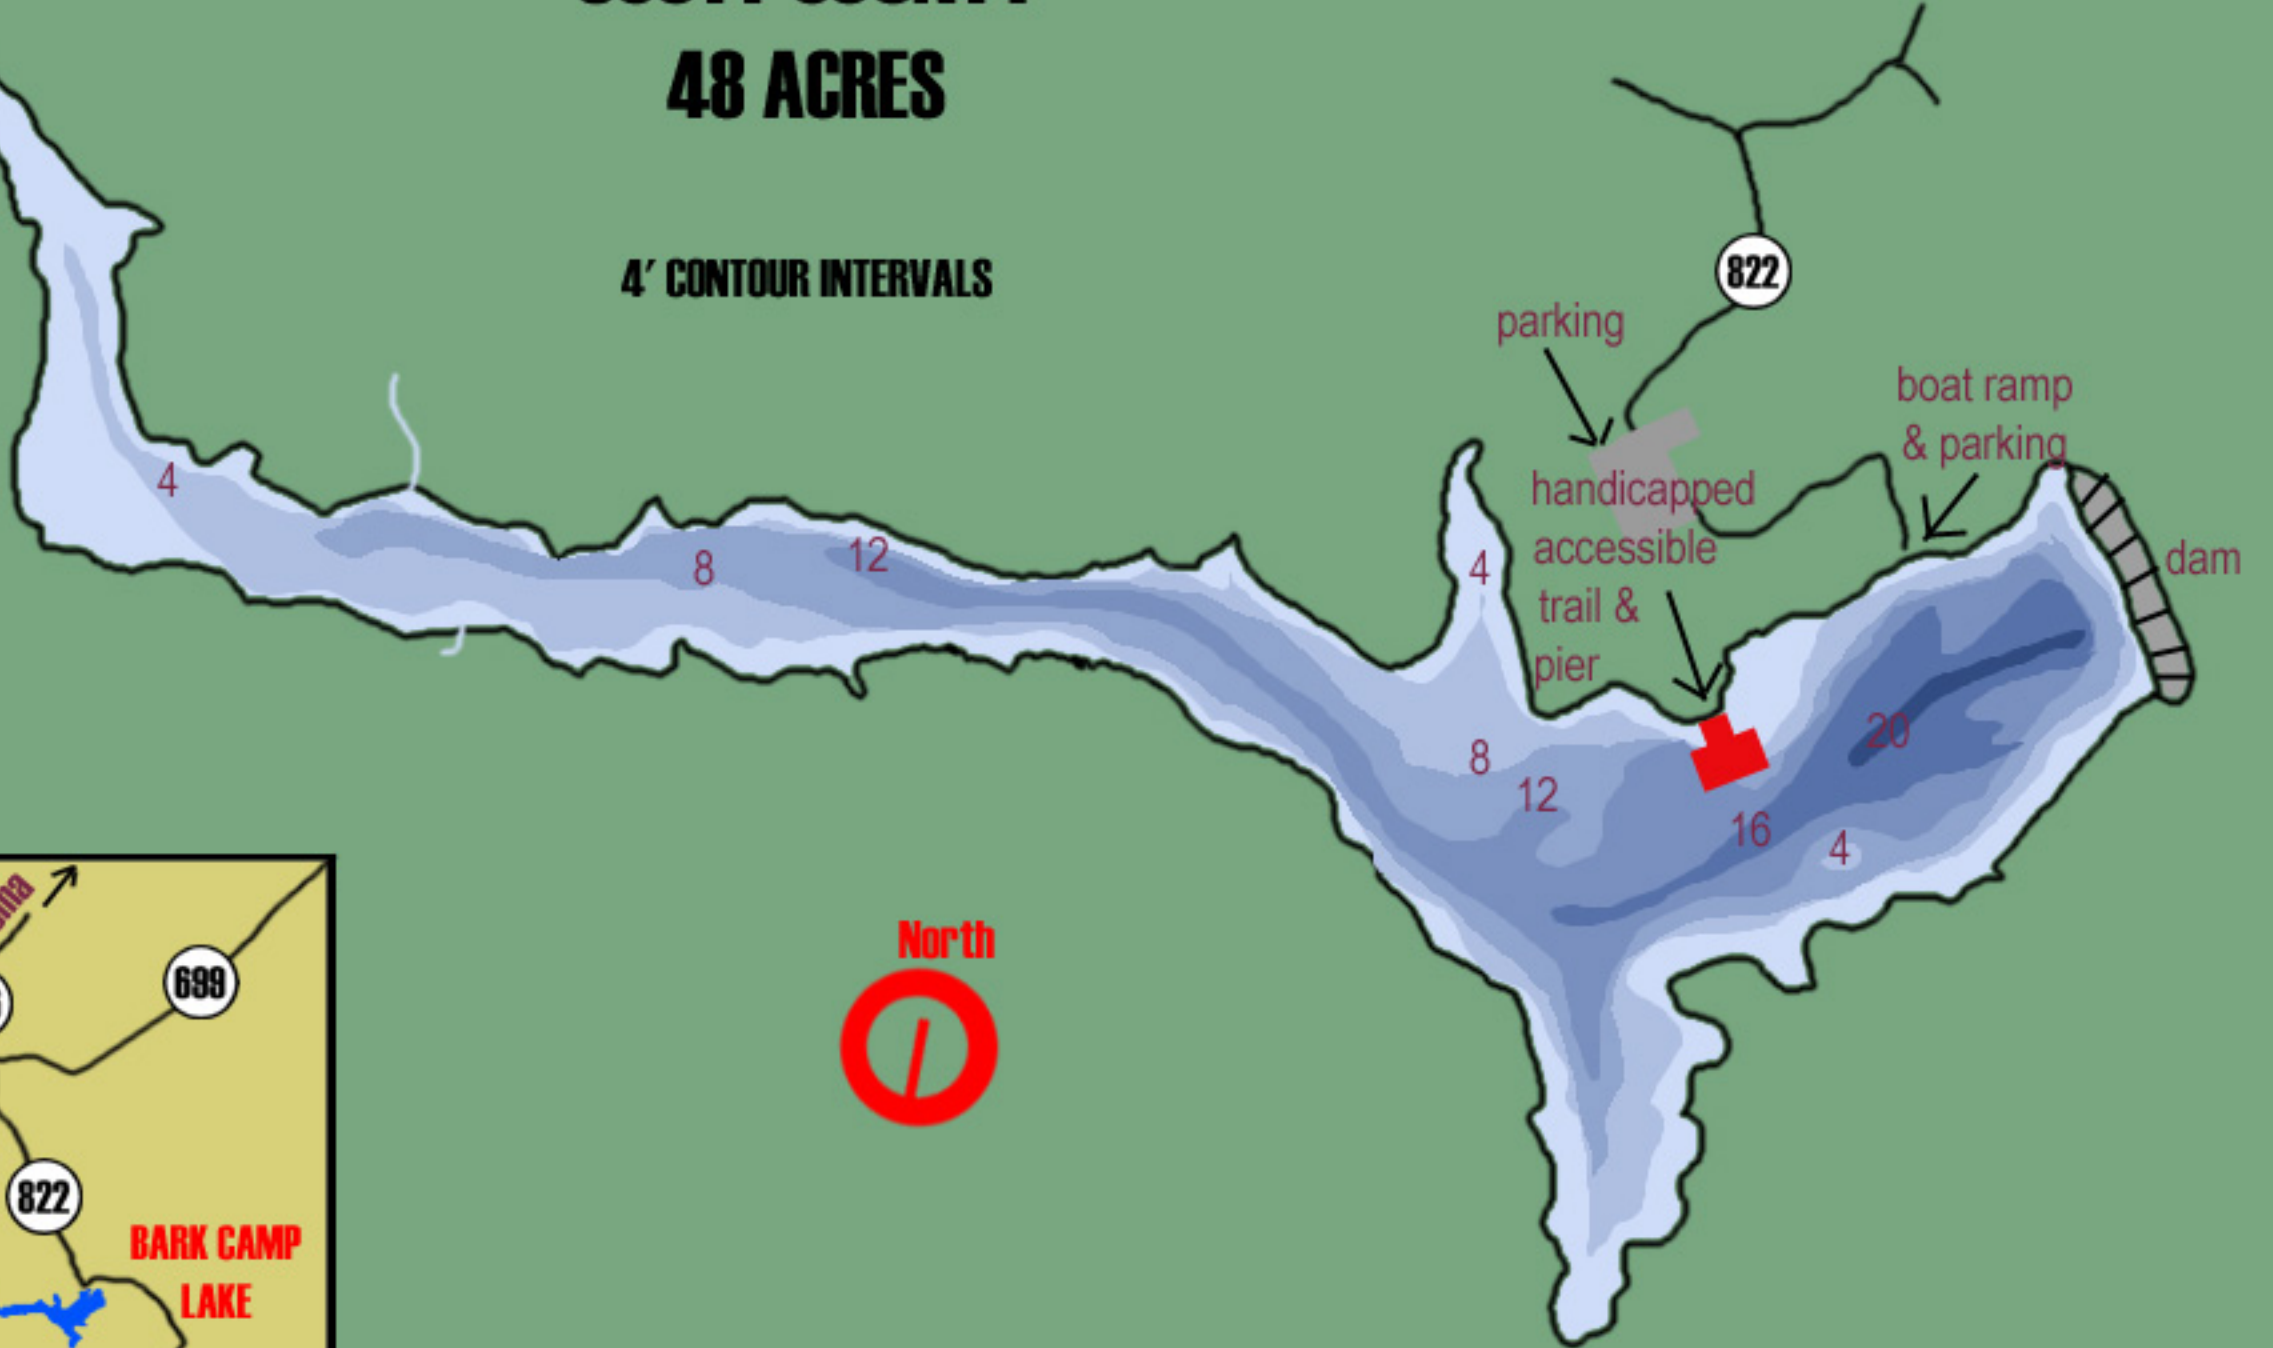 48 ACRES
4' CONTOUR INTERVALS
822
parking
boat ramp
& parking
handicapped
accessible
trail &
pier
dam
4
8
12
4
8
12
20
16
4
North
699
822
BARK CAMP
LAKE